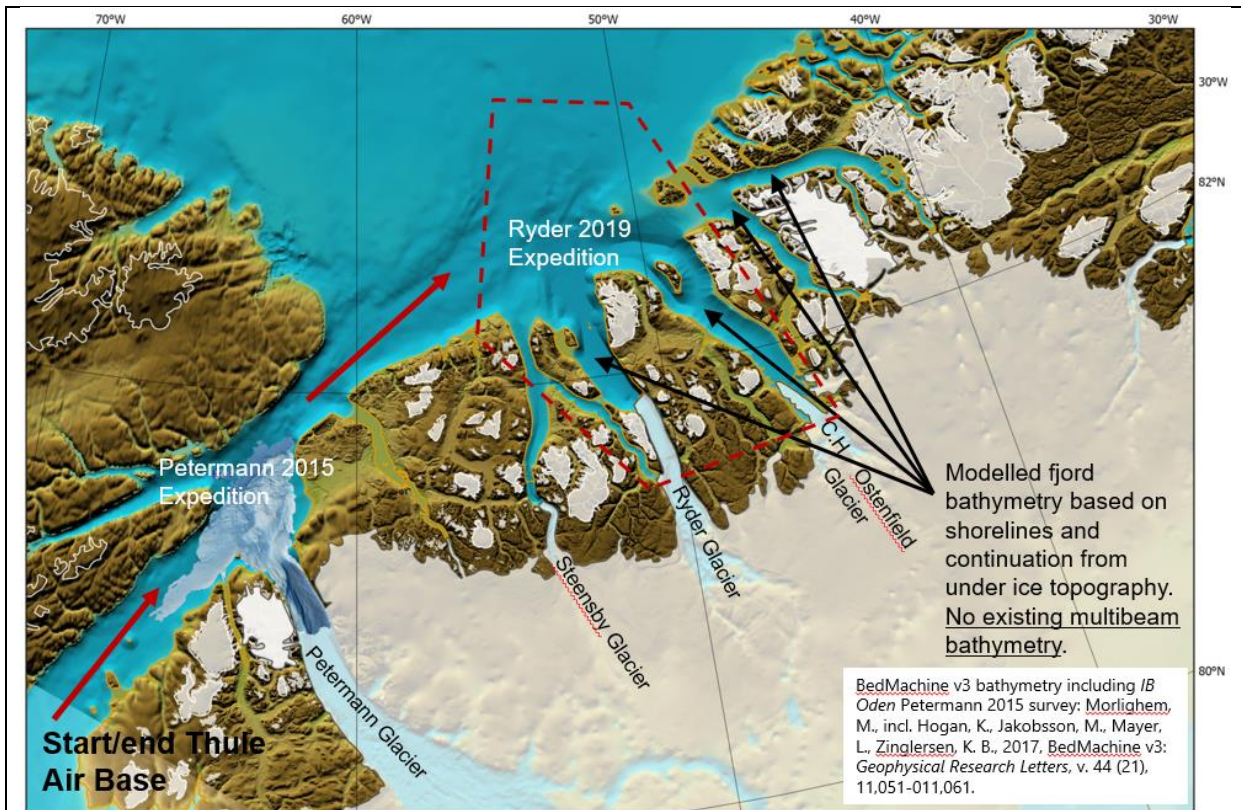 70°W
60°W
50°W
40°W
30°W
30°W
82°W
80°W
Ryder 2019
Expedition
Petermann 2015
Expedition
Start/end Thule
Air Base
Petermann Glacier
Steensby Glacier
Ryder Glacier
C.H. Ostenfield
Glacier
Modelled fjord
bathymetry based on
shorelines and
continuation from
under ice topography.
No existing multibeam
bathymetry.
BedMachine v3 bathymetry including IB
Oden Petermann 2015 survey: Morlighem,
M., incl. Hogan, K., Jakobsson, M., Mayer,
L., Zinglersen, K. B., 2017, BedMachine v3:
Geophysical Research Letters, v. 44 (21),
11,051-011,061.